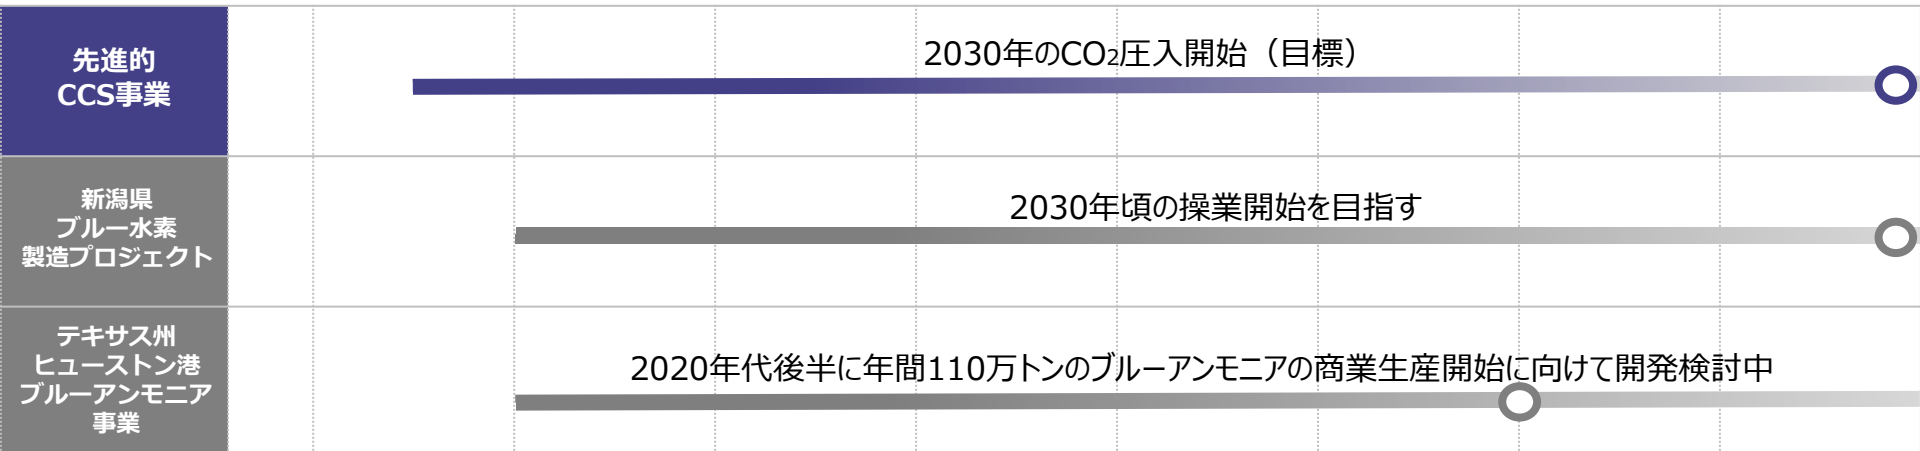 先進的
CCS事業
2030年のCO₂圧入開始（目標）
新潟県
ブルー水素
製造プロジェクト
2030年頃の操業開始を目指す
テキサス州
ヒューストン港
ブルーアンモニア
事業
2020年代後半に年間110万トンのブルーアンモニアの商業生産開始に向けて開発検討中